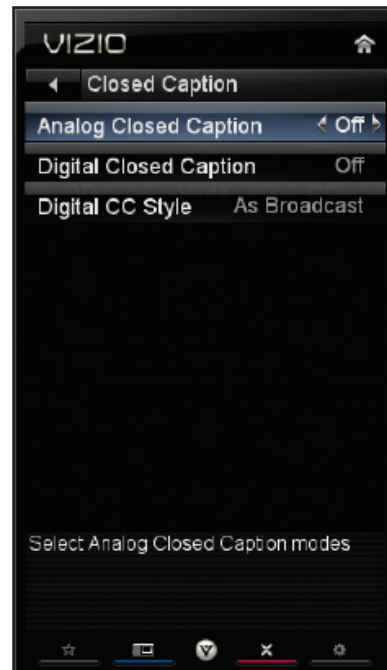 VIZIO
Closed Caption
Analog Closed Caption Off
Digital Closed Caption Off
Digital CC Style As Broadcast
Select Analog Closed Caption modes
V